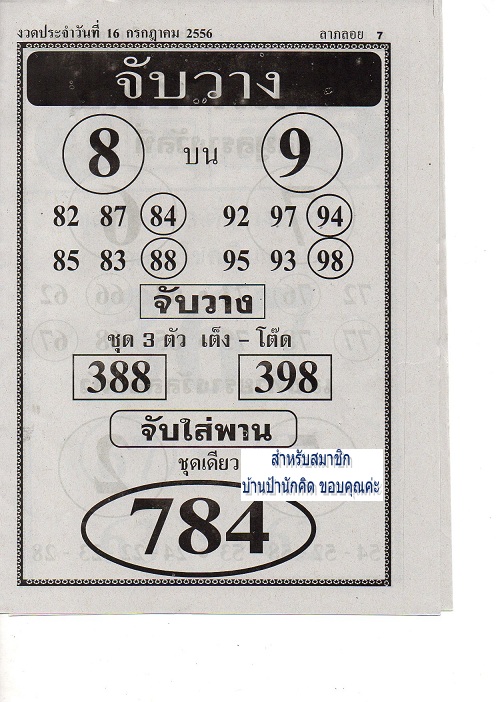 งวดประจำวันที่ 16 กรกฎาคม 2556 ลาภลอย 7
จับวาง
8 บน 9
82 87 84 92 97 94
85 83 88 95 93 98
จับวาง
ชุด 3 ตัว เต็ง - โต๊ด
388 398
จับใส่พาน
ชุดเดียว
สำหรับสมาชิก
บ้านป้านักคิด ขอบคุณค่ะ
784